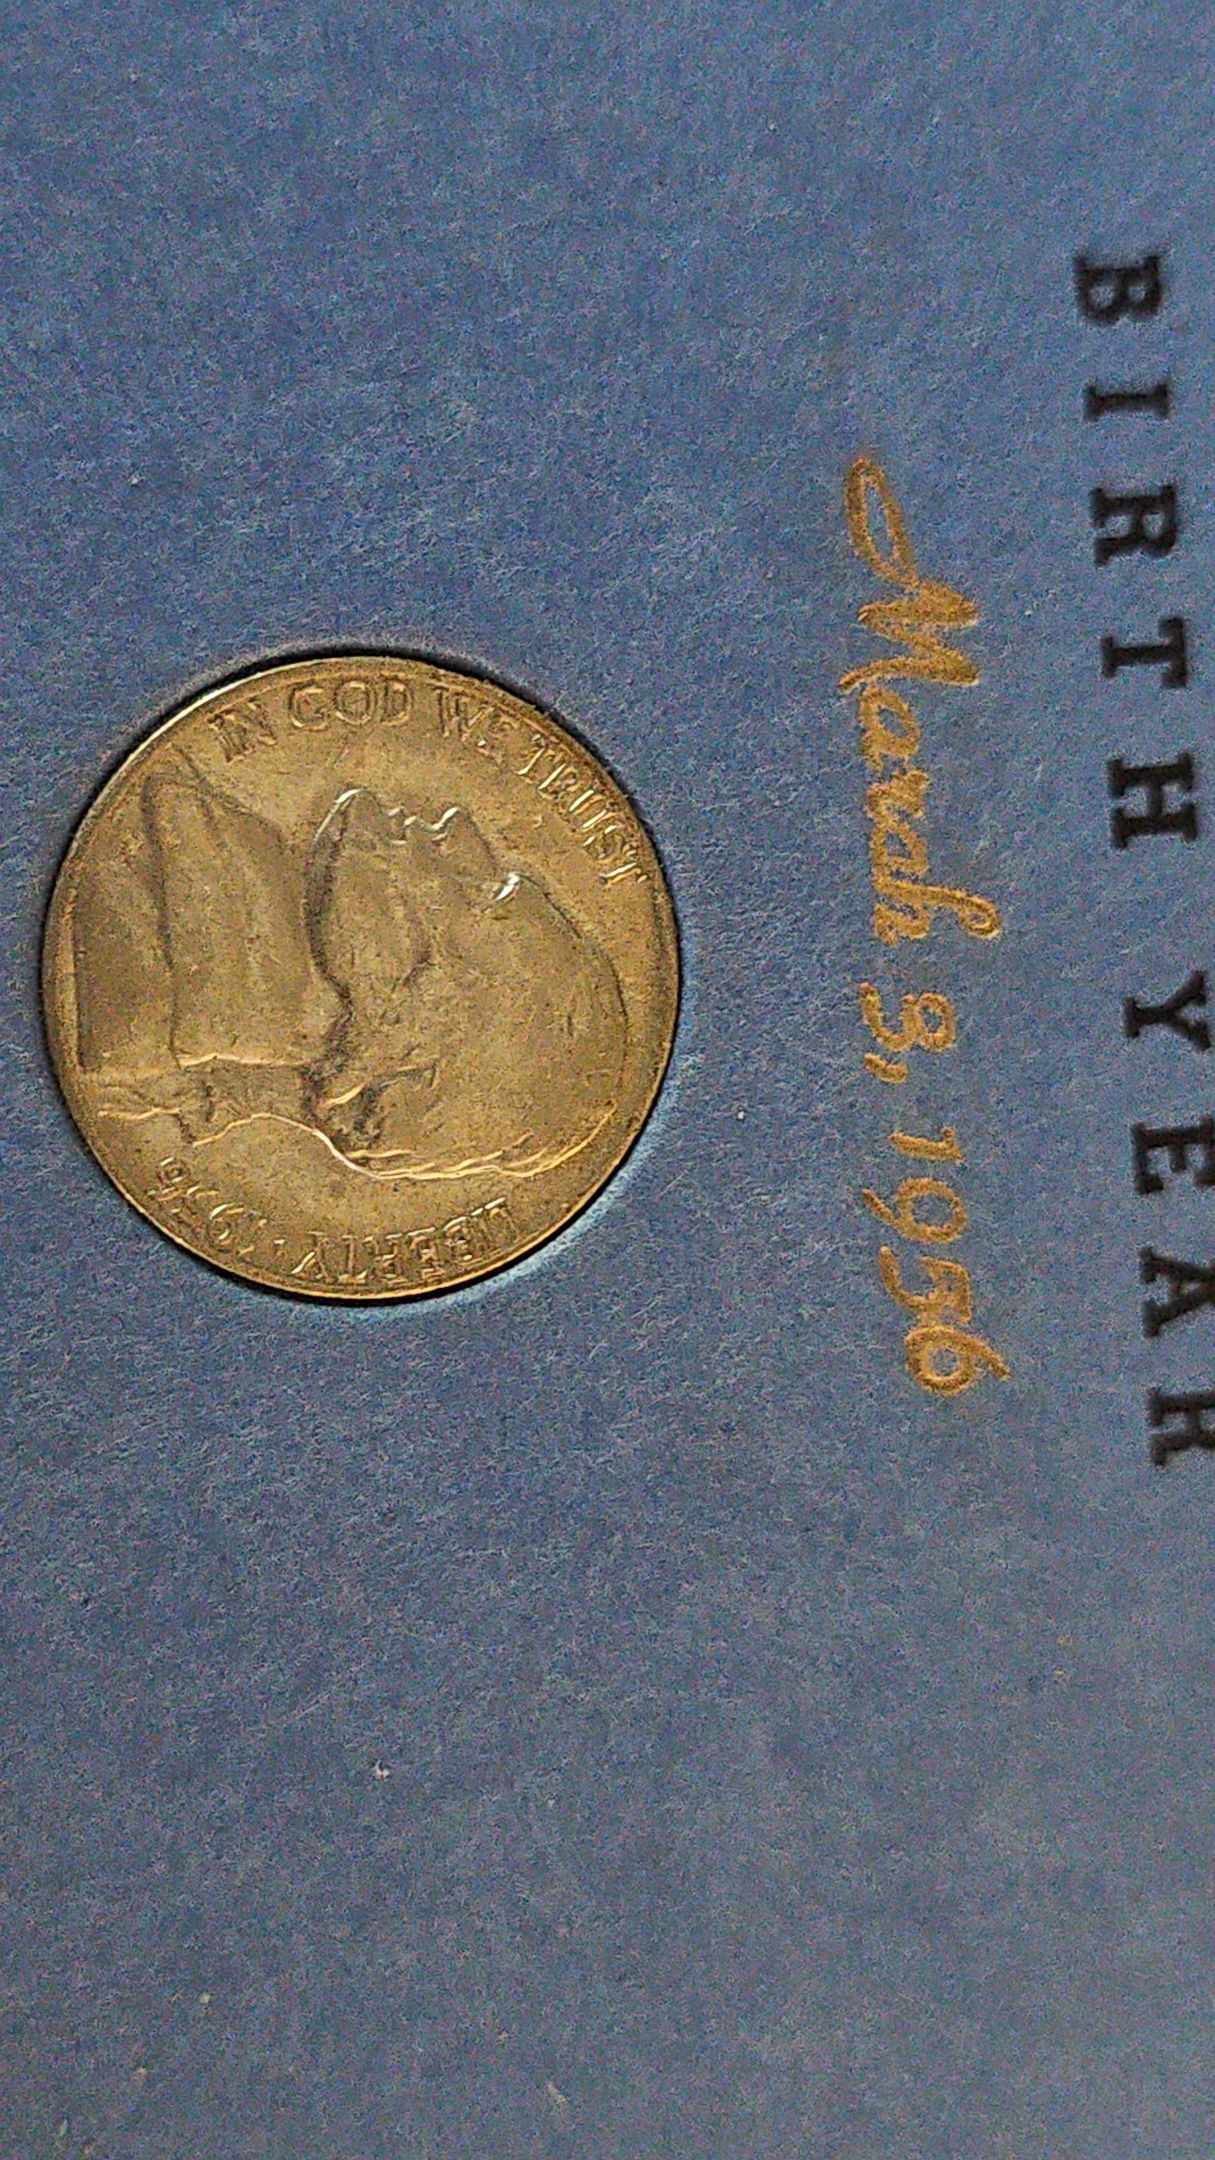 BIRTH YEAR
March 3, 1956
IN GOD WE TRUST
LIBERTY · 1956